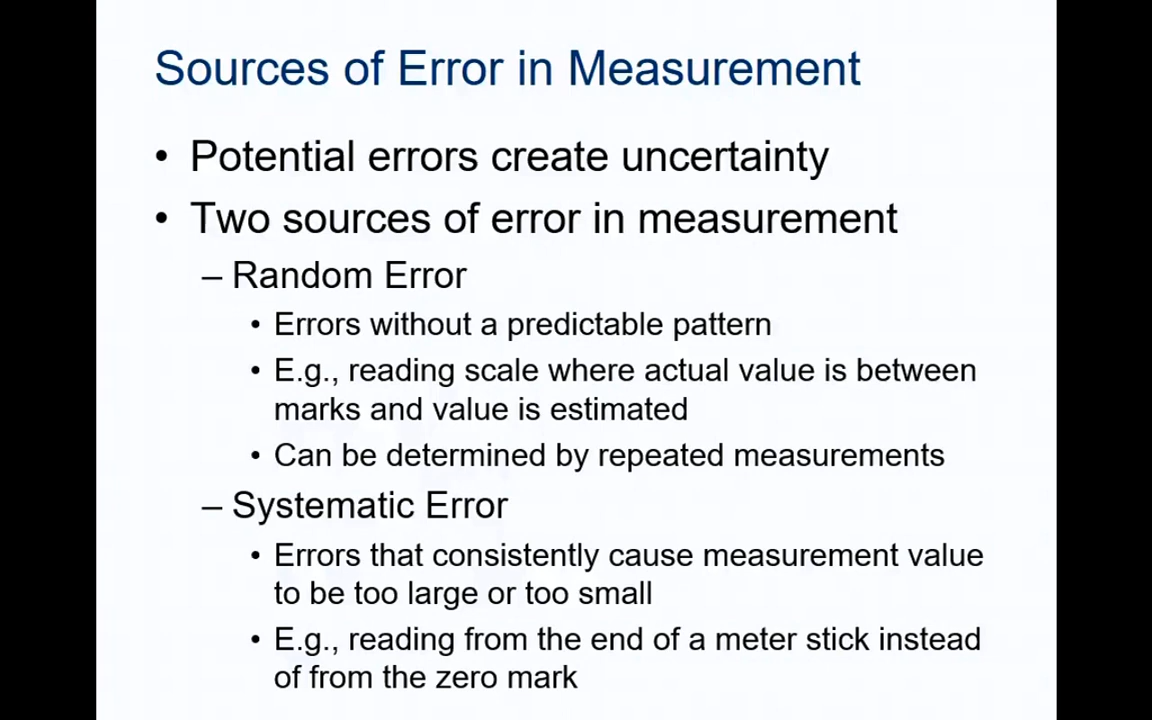 Sources of Error in Measurement
• Potential errors create uncertainty
• Two sources of error in measurement
– Random Error
• Errors without a predictable pattern
• E.g., reading scale where actual value is between
marks and value is estimated
• Can be determined by repeated measurements
– Systematic Error
• Errors that consistently cause measurement value
to be too large or too small
• E.g., reading from the end of a meter stick instead
of from the zero mark